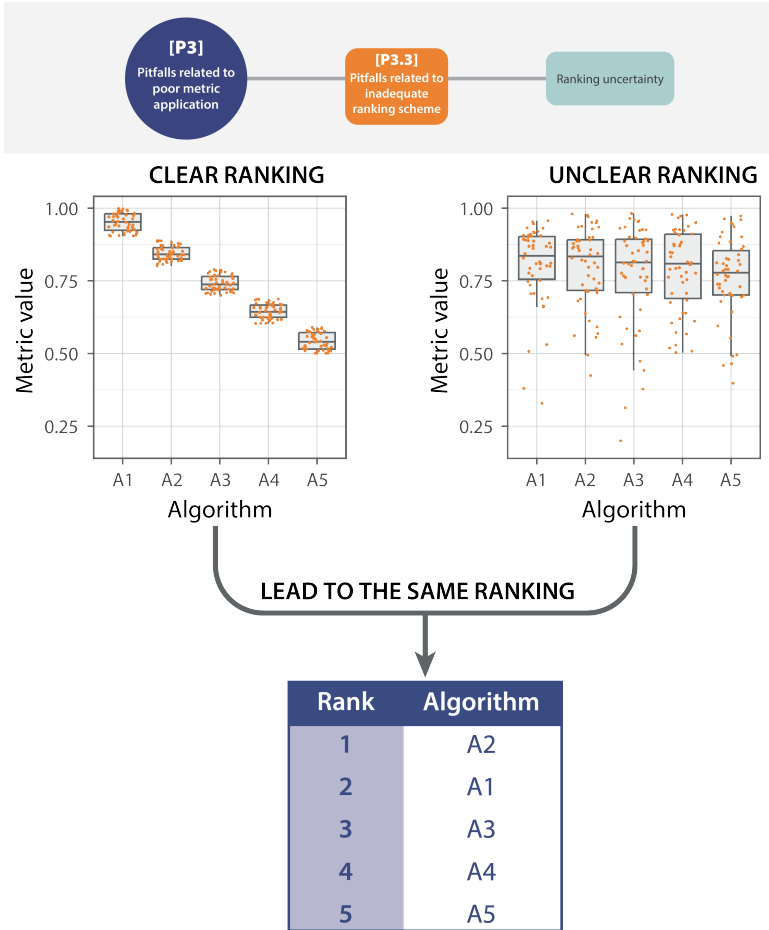 [P3]
Pitfalls related to
poor metric
application
[P3.3]
Pitfalls related to
inadequate
ranking scheme
Ranking uncertainty
CLEAR RANKING
1.00
0.75
0.50
0.25
Metric value
A1 A2 A3 A4 A5
Algorithm
UNCLEAR RANKING
1.00
0.75
0.50
0.25
Metric value
A1 A2 A3 A4 A5
Algorithm
LEAD TO THE SAME RANKING
Rank Algorithm
1 A2
2 A1
3 A3
4 A4
5 A5